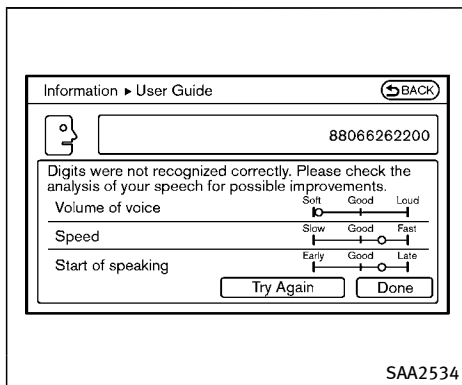 Information ▸ User Guide BACK
88066262200
Digits were not recognized correctly. Please check the
analysis of your speech for possible improvements.
Volume of voice Soft Good Loud
Speed Slow Good Fast
Start of speaking Early Good Late
Try Again Done
SAA2534